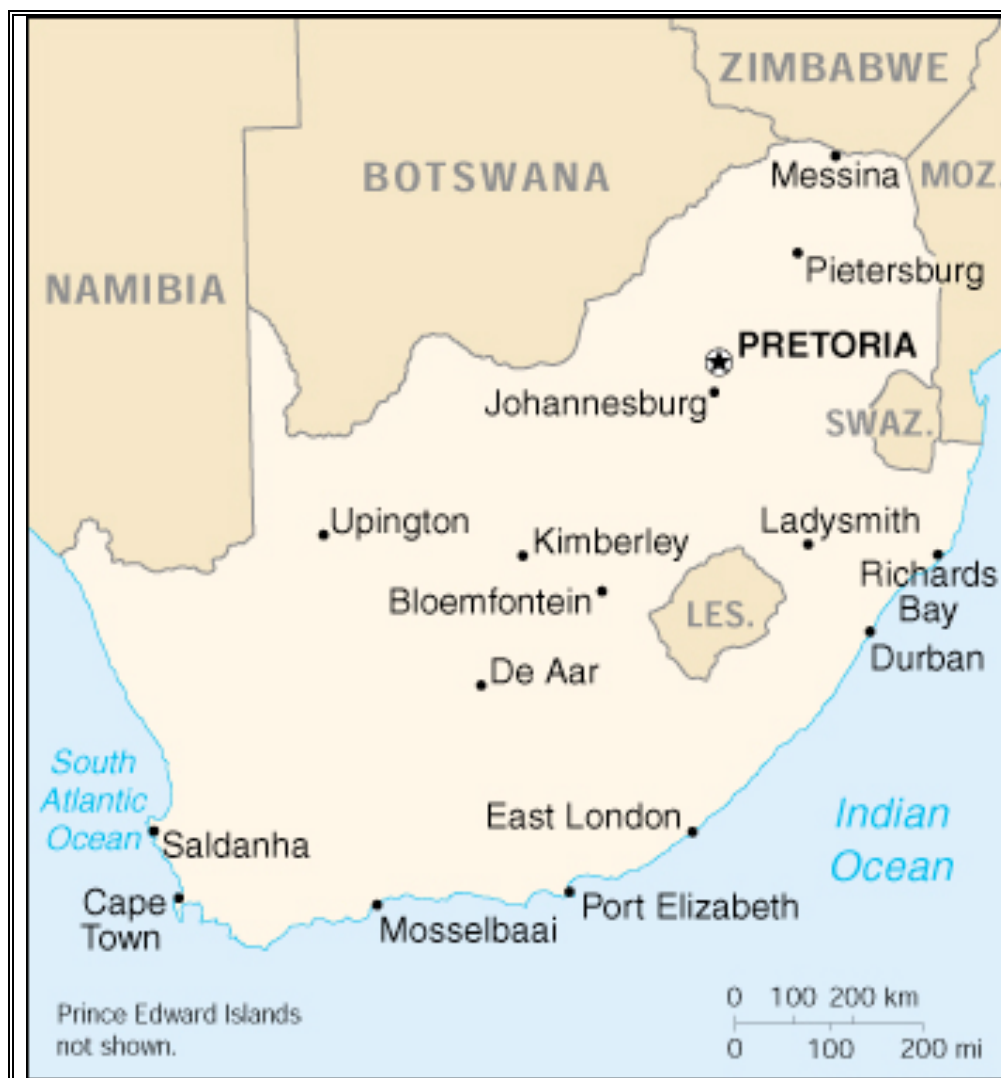 ZIMBABWE
BOTSWANA
Messina
MOZ.
NAMIBIA
Pietersburg
PRETORIA
Johannesburg
SWAZ.
Upington
Kimberley
Ladysmith
Richards
Bay
Bloemfontein
LES.
Durban
De Aar
South
Atlantic
Ocean
Saldanha
East London
Indian
Ocean
Cape
Town
Mosselbaai
Port Elizabeth
Prince Edward Islands
not shown.
0 100 200 km
0 100 200 mi